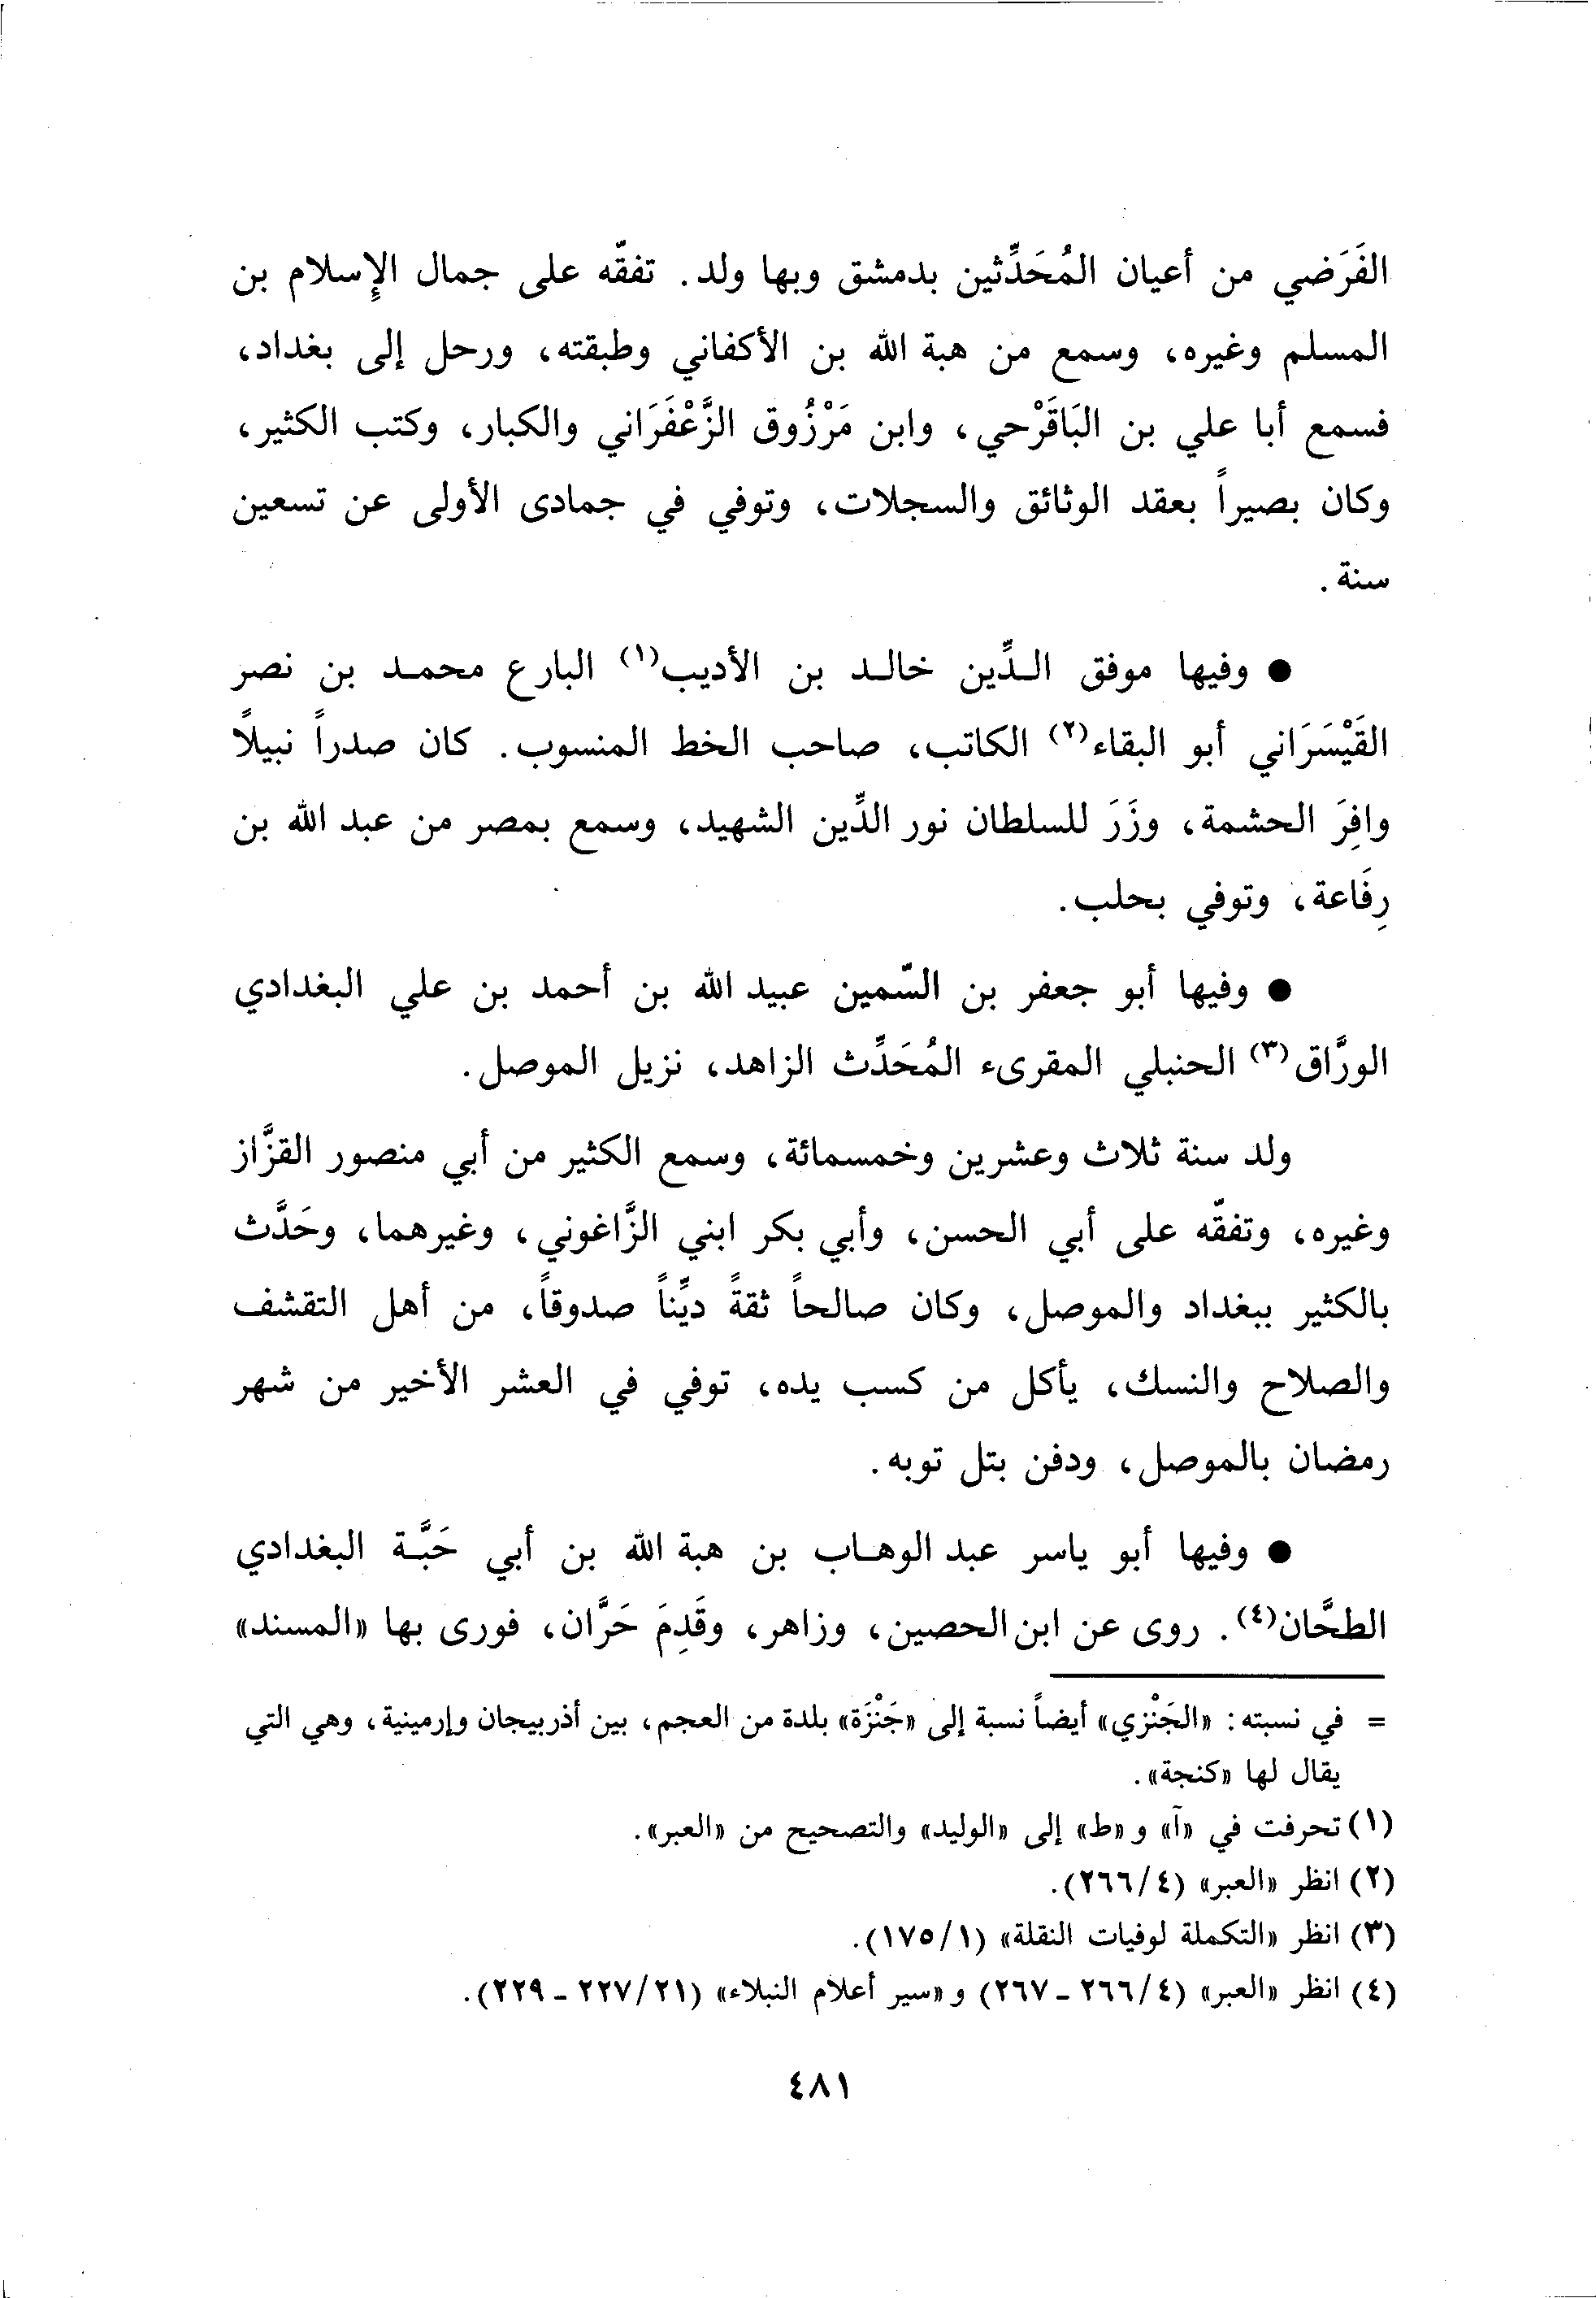 الفَرَضي من أعيان المُحَدِّثين بدمشق وبها ولد. تفقّه على جمال الإِسلام بن
المسلم وغيره، وسمع من هبة الله بن الأكفاني وطبقته، ورحل إلى بغداد،
فسمع أبا علي بن البَاقَرْحي، وابن مَرْزُوق الزَّعْفَرَاني والكبار، وكتب الكثير،
وكان بصيراً بعقد الوثائق والسجلات، وتوفي في جمادى الأولى عن تسعين
سنة.
● وفيها موفق الـدِّين خالـد بن الأديب(١) البارع محمـد بن نصر
القَيْسَرَاني أبو البقاء(٢) الكاتب، صاحب الخط المنسوب. كان صدراً نبيلاً
وافِرَ الحشمة، وزَرَ للسلطان نور الدِّين الشهيد، وسمع بمصر من عبد الله بن
رِفَاعة، وتوفي بحلب.
● وفيها أبو جعفر بن السّمين عبيد الله بن أحمد بن علي البغدادي
الورَّاق(٣) الحنبلي المقرىء المُحَدِّث الزاهد، نزيل الموصل.
ولد سنة ثلاث وعشرين وخمسمائة، وسمع الكثير من أبي منصور القزَّاز
وغيره، وتفقّه على أبي الحسن، وأبي بكر ابني الزَّاغوني، وغيرهما، وحَدَّث
بالكثير ببغداد والموصل، وكان صالحاً ثقةً ديِّناً صدوقاً، من أهل التقشف
والصلاح والنسك، يأكل من كسب يده، توفي في العشر الأخير من شهر
رمضان بالموصل، ودفن بتل توبه.
● وفيها أبو ياسر عبد الوهـاب بن هبة الله بن أبي حَبَّـة البغدادي
الطحَّان(٤). روى عن ابن الحصين، وزاهر، وقَدِمَ حَرَّان، فورى بها «المسند»
= في نسبته: «الجَنْزي» أيضاً نسبة إلى «جَنْزَة» بلدة من العجم، بين أذربيجان وإرمينية، وهي التي
يقال لها «كنجة».
(١) تحرفت في «آ» و «ط» إلى «الوليد» والتصحيح من «العبر».
(٢) انظر «العبر» (٤/٢٦٦).
(٣) انظر «التكملة لوفيات النقلة» (١/١٧٥).
(٤) انظر «العبر» (٤/٢٦٦ - ٢٦٧) و «سير أعلام النبلاء» (٢١/٢٢٧ - ٢٢٩).
٤٨١